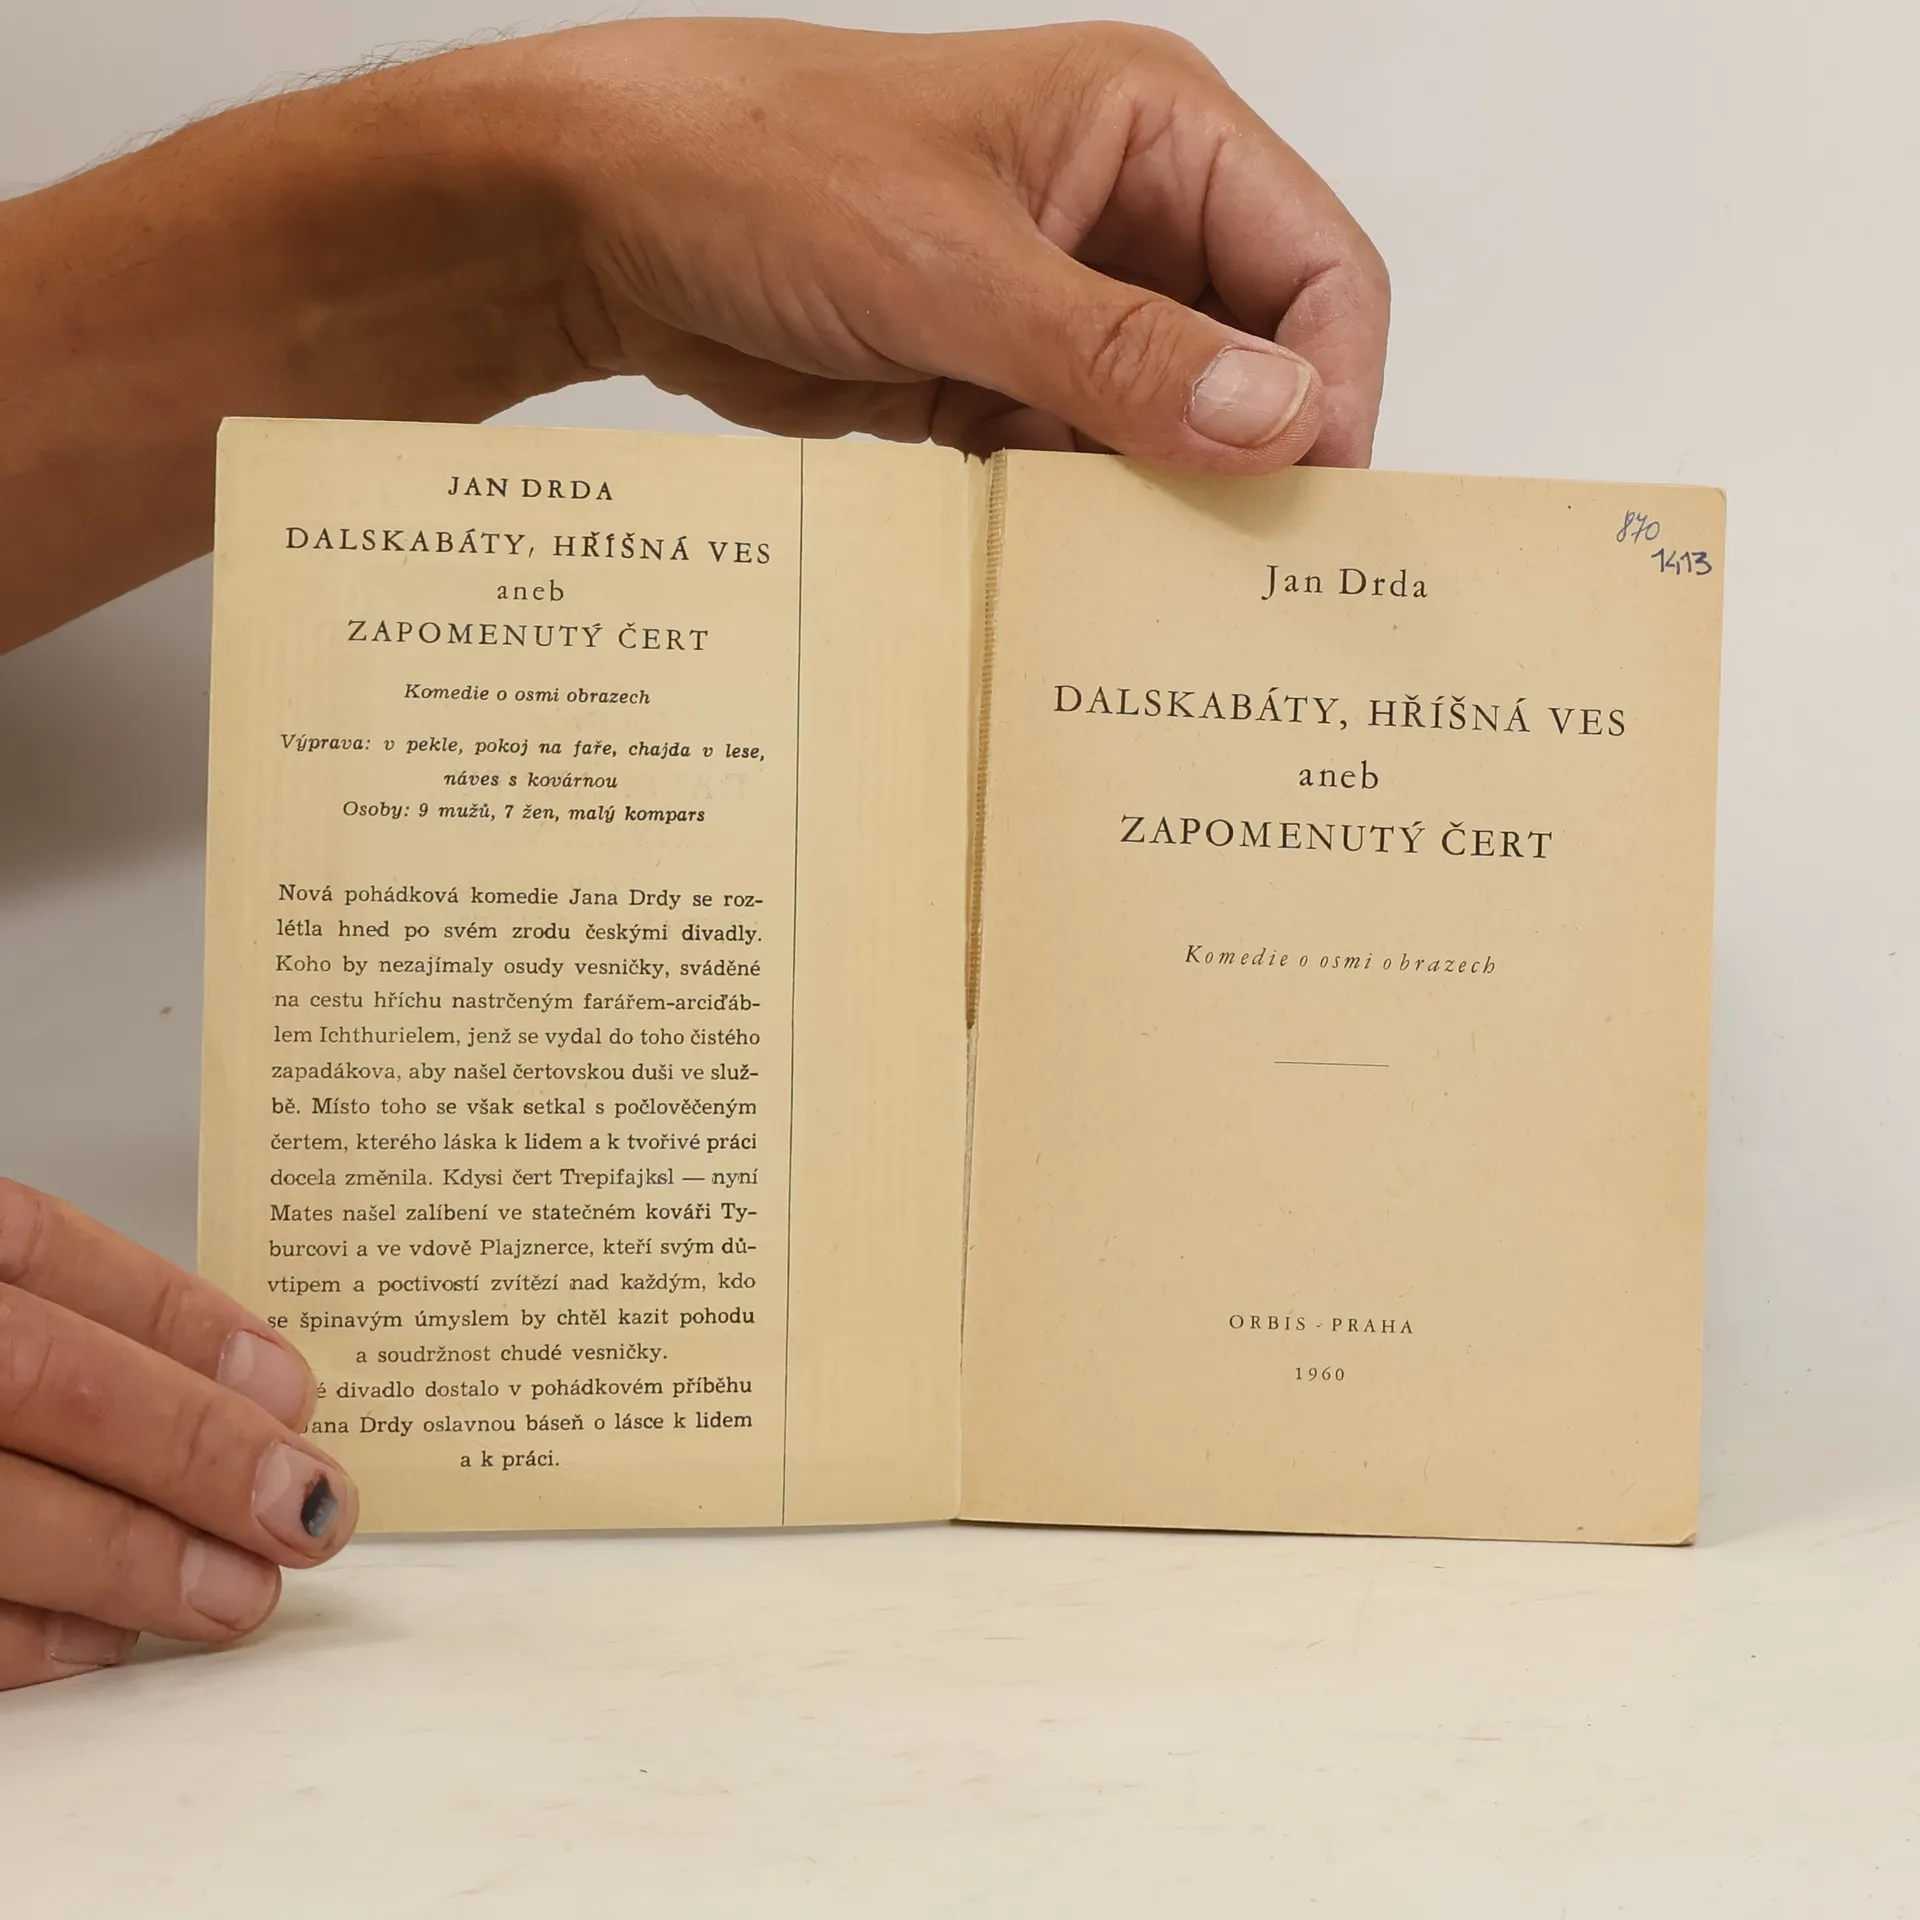 JAN DRDA
DALSKABÁTY, HŘÍŠNÁ VES
aneb
ZAPOMENUTÝ ČERT
Komedie o osmi obrazech
Výprava: v pekle, pokoj na faře, chajda v lese,
náves s kovárnou
Osoby: 9 mužů, 7 žen, malý kompars
Nová pohádková komedie Jana Drdy se roz-
létla hned po svém zrodu českými divadly.
Koho by nezajímaly osudy vesničky, sváděné
na cestu hříchu nastrčeným farářem-arciďáb-
lem Ichthurielem, jenž se vydal do toho čistého
zapadákova, aby našel čertovskou duši ve služ-
bě. Místo toho se však setkal s počlověčeným
čertem, kterého láska k lidem a k tvořivé práci
docela změnila. Kdysi čert Trepifajksl — nyní
Mates našel zalíbení ve statečném kováři Ty-
burcovi a ve vdově Plajznerce, kteří svým dů-
vtipem a poctivostí zvítězí nad každým, kdo
se špinavým úmyslem by chtěl kazit pohodu
a soudržnost chudé vesničky.
é divadlo dostalo v pohádkovém příběhu
Jana Drdy oslavnou báseň o lásce k lidem
a k práci.
870
1413
Jan Drda
DALSKABÁTY, HŘÍŠNÁ VES
aneb
ZAPOMENUTÝ ČERT
Komedie o osmi obrazech
ORBIS - PRAHA
1960